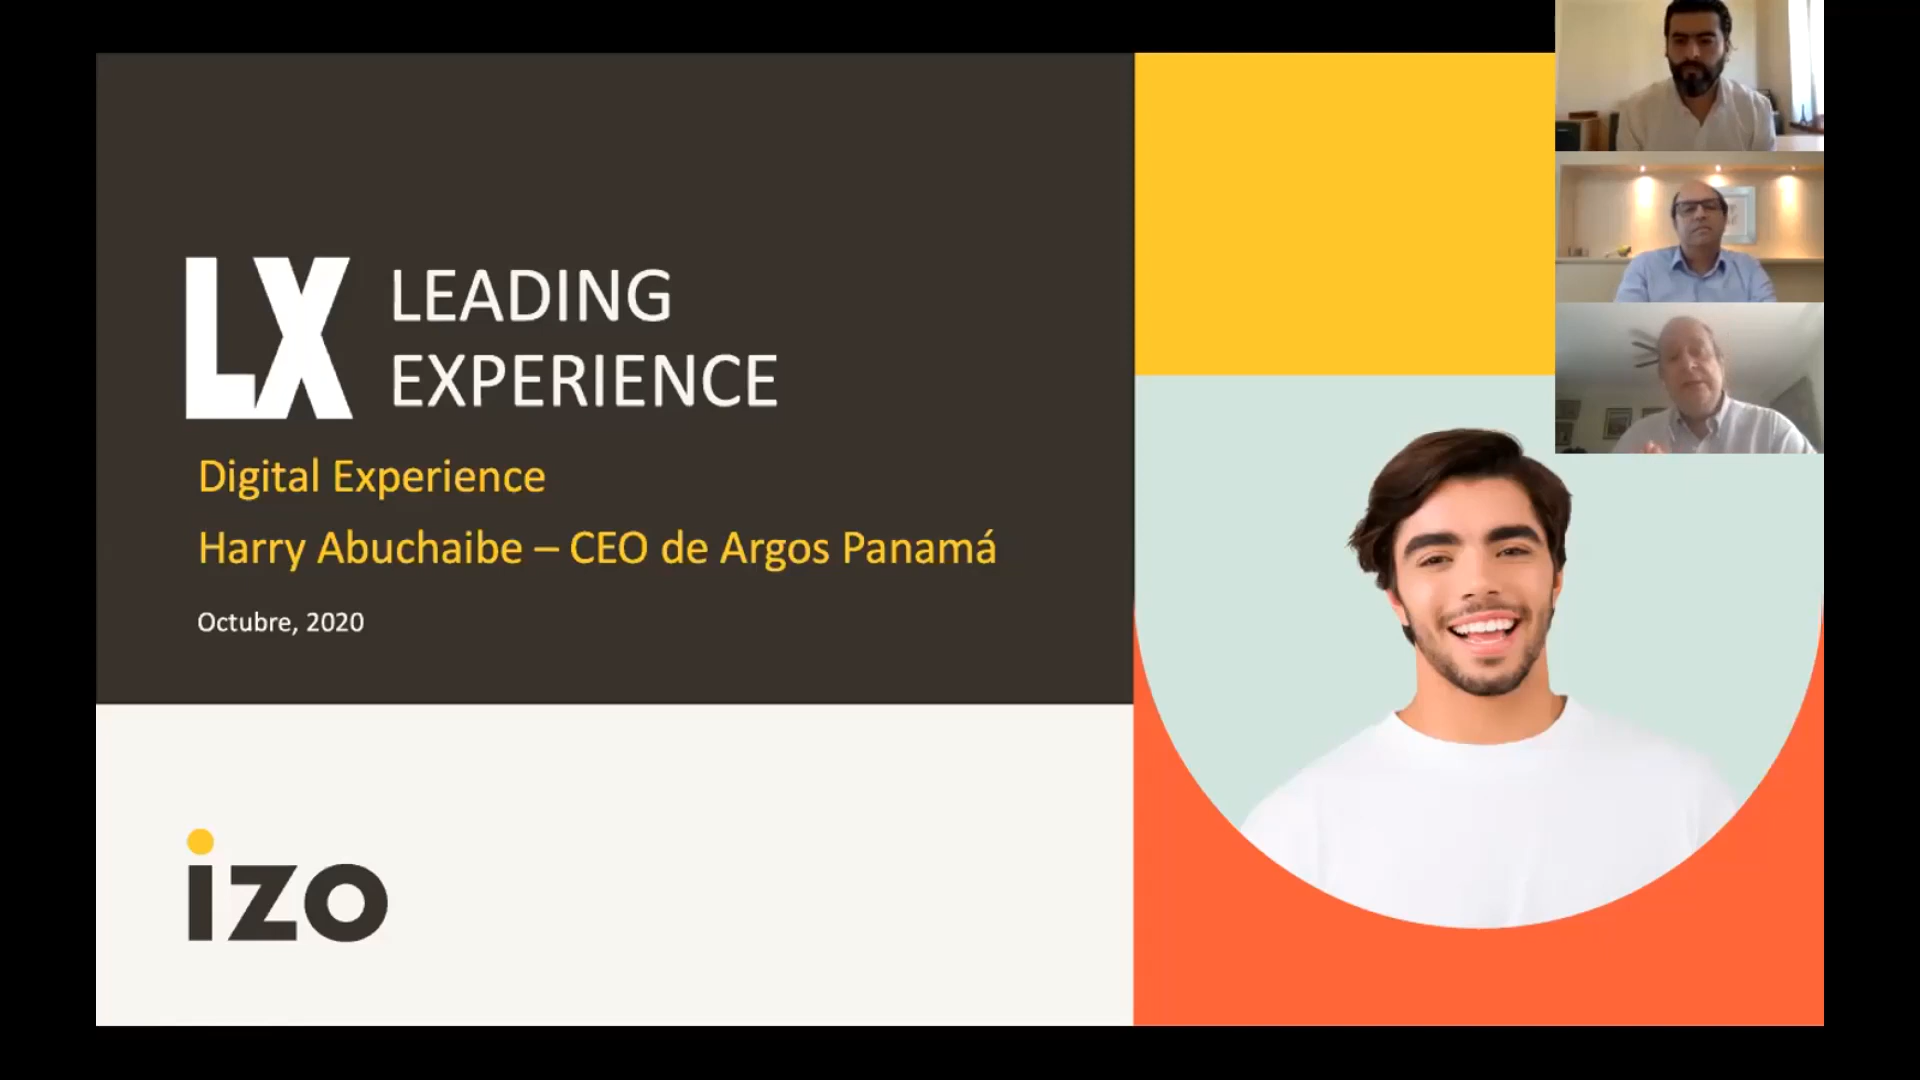 LX
LEADING
EXPERIENCE
Digital Experience
Harry Abuchaibe – CEO de Argos Panamá
Octubre, 2020
izo